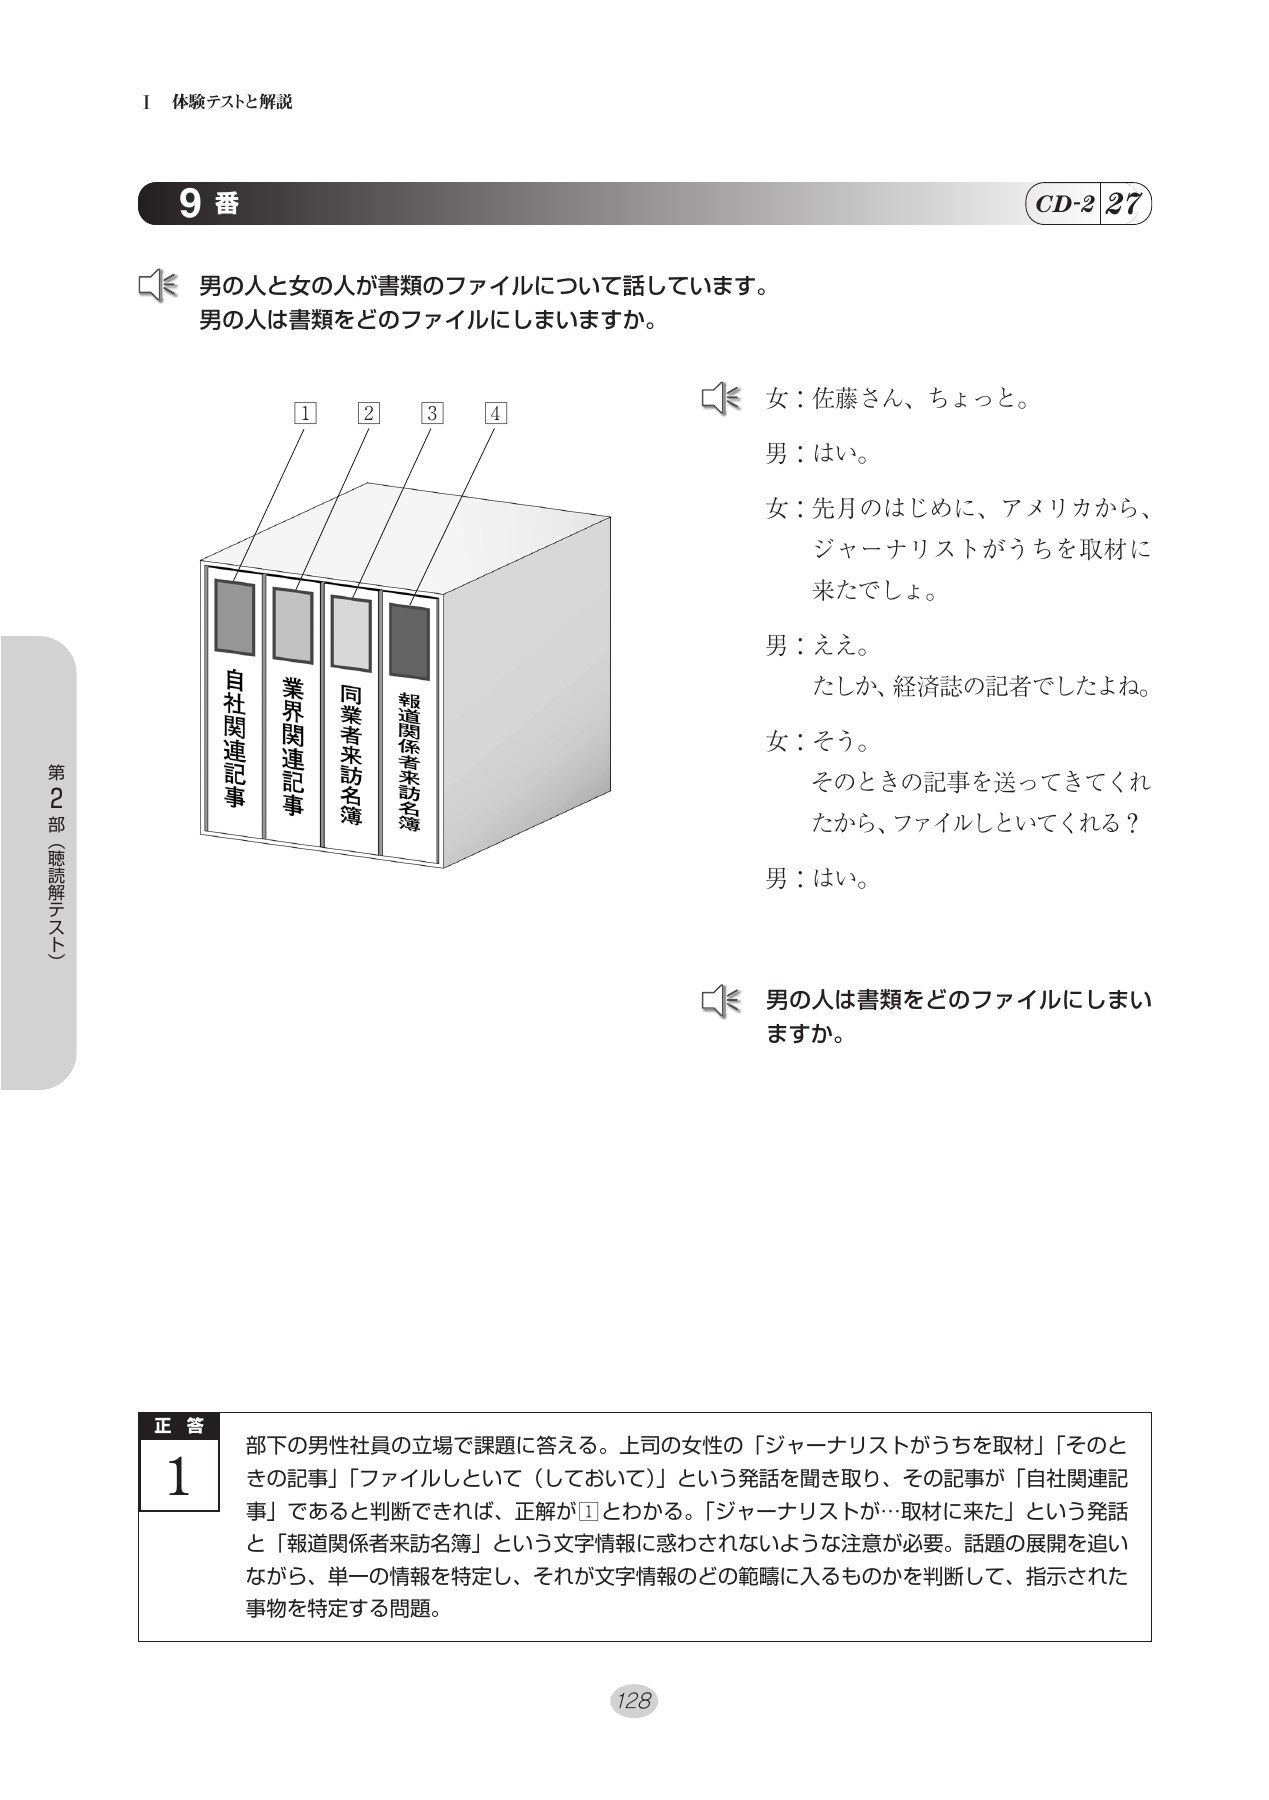 I 体験テストと解説
9 番
CD-2 27
男の人と女の人が書類のファイルについて話しています。
男の人は書類をどのファイルにしまいますか。
1 2 3 4
自社関連記事
業界関連記事
同業者来訪名簿
報道関係者来訪名簿
女：佐藤さん、ちょっと。
男：はい。
女：先月のはじめに、アメリカから、
ジャーナリストがうちを取材に
来たでしょ。
男：ええ。
たしか、経済誌の記者でしたよね。
女：そう。
そのときの記事を送ってきてくれ
たから、ファイルしといてくれる？
男：はい。
男の人は書類をどのファイルにしまい
ますか。
第2部（聴読解テスト）
正 答
1
部下の男性社員の立場で課題に答える。上司の女性の「ジャーナリストがうちを取材」「そのと
きの記事」「ファイルしといて（しておいて）」という発話を聞き取り、その記事が「自社関連記
事」であると判断できれば、正解が1とわかる。「ジャーナリストが…取材に来た」という発話
と「報道関係者来訪名簿」という文字情報に惑わされないような注意が必要。話題の展開を追い
ながら、単一の情報を特定し、それが文字情報のどの範疇に入るものかを判断して、指示された
事物を特定する問題。
128